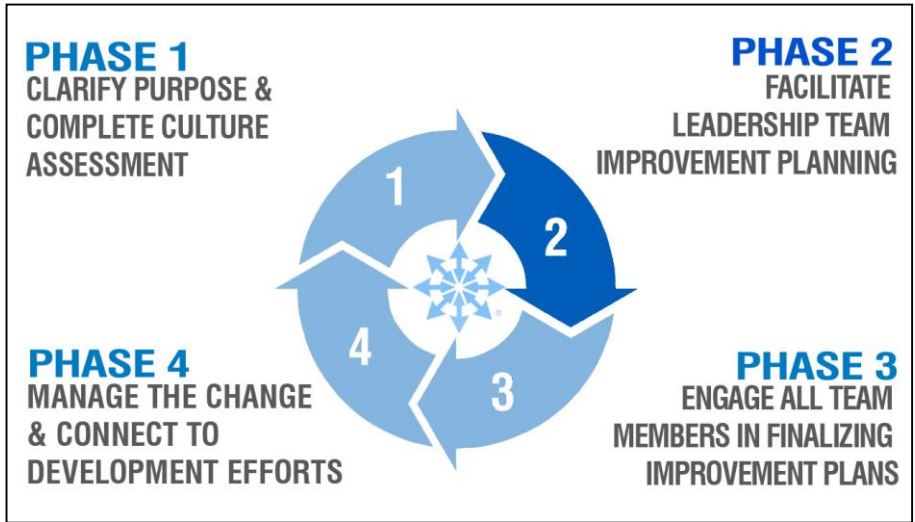 PHASE 1
CLARIFY PURPOSE &
COMPLETE CULTURE
ASSESSMENT
PHASE 2
FACILITATE
LEADERSHIP TEAM
IMPROVEMENT PLANNING
1
2
3
4
®
PHASE 4
MANAGE THE CHANGE
& CONNECT TO
DEVELOPMENT EFFORTS
PHASE 3
ENGAGE ALL TEAM
MEMBERS IN FINALIZING
IMPROVEMENT PLANS